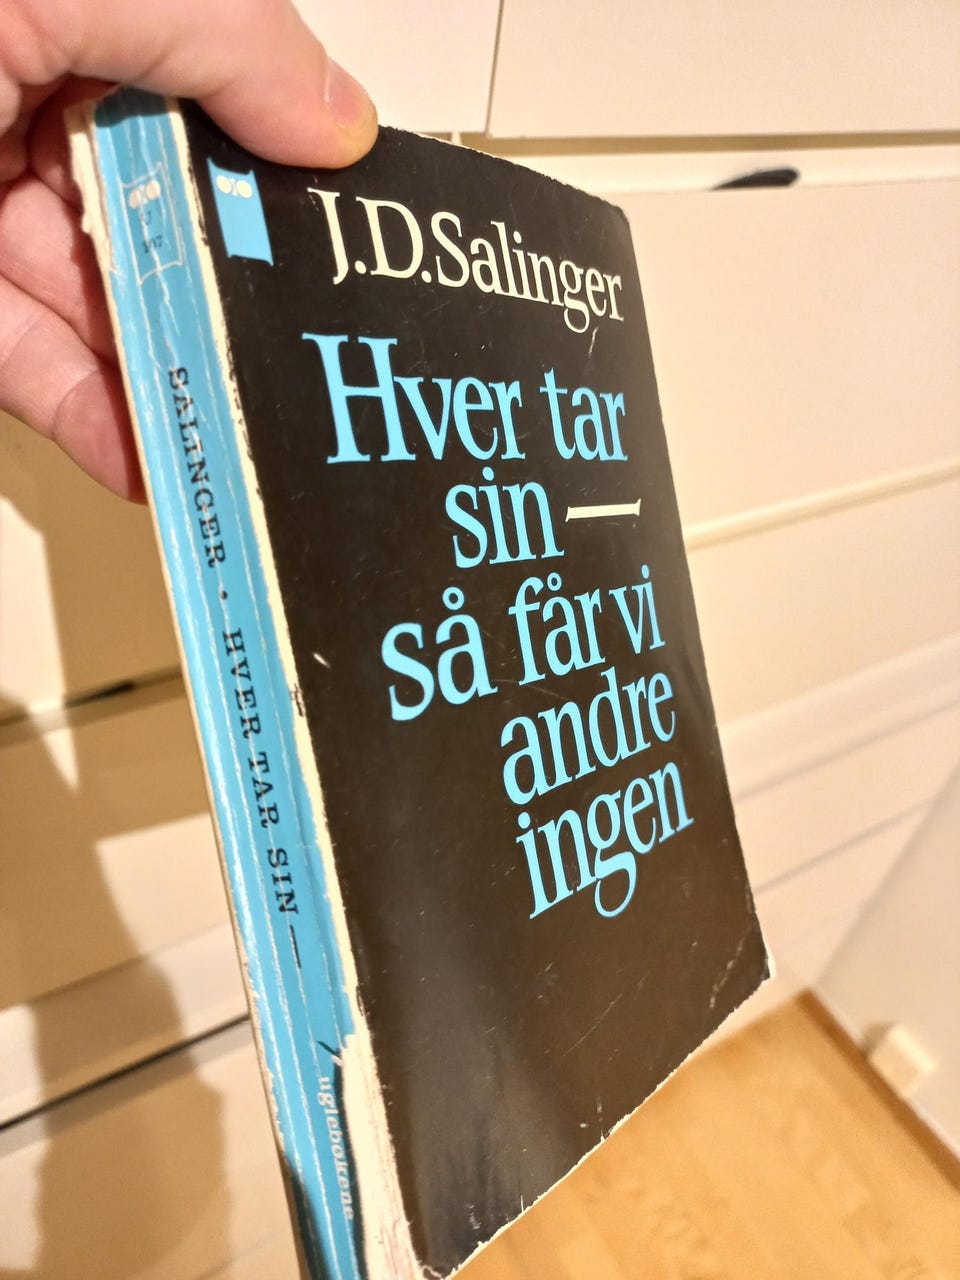 J.D.Salinger
Hver tar
sin —
så får vi
andre
ingen
SALINGER • HVER TAR SIN —
uglebøkene